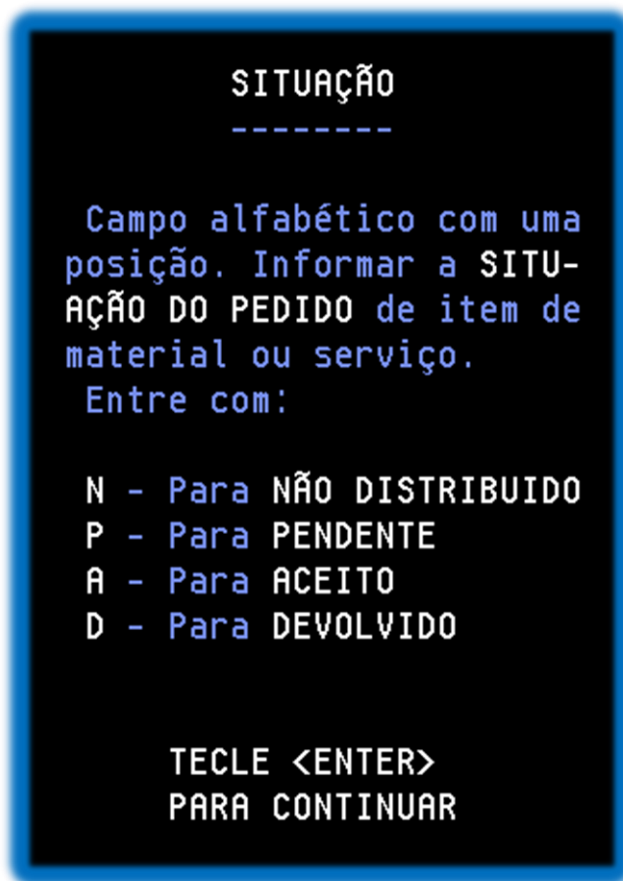 SITUAÇÃO
--------
Campo alfabético com uma
posição. Informar a SITU-
AÇÃO DO PEDIDO de item de
material ou serviço.
Entre com:
N - Para NÃO DISTRIBUIDO
P - Para PENDENTE
A - Para ACEITO
D - Para DEVOLVIDO
TECLE <ENTER>
PARA CONTINUAR